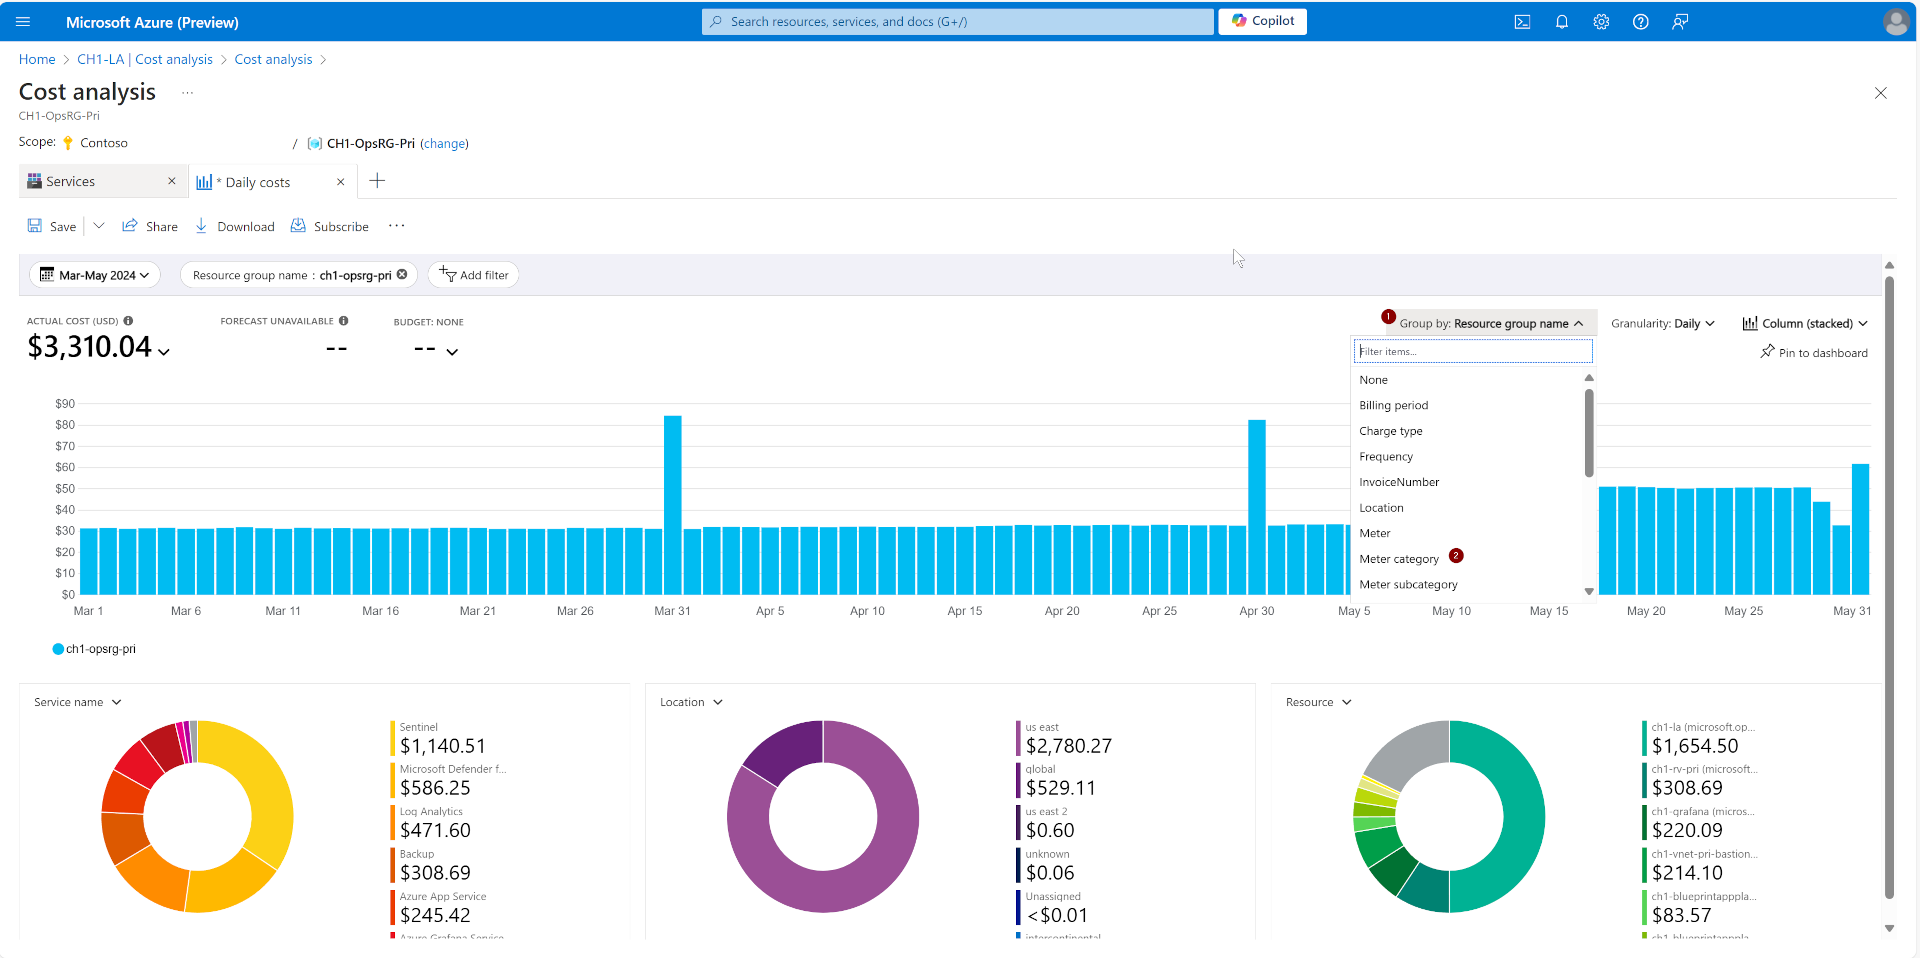 Microsoft Azure (Preview)
Search resources, services, and docs (G+/)
Copilot
Home > CH1-LA | Cost analysis > Cost analysis >
Cost analysis ...
CH1-OpsRG-Pri
Scope: Contoso / CH1-OpsRG-Pri (change)
Services
* Daily costs
Save
Share
Download
Subscribe
...
Mar-May 2024
Resource group name : ch1-opsrg-pri
Add filter
ACTUAL COST (USD)
$3,310.04
FORECAST UNAVAILABLE
--
BUDGET: NONE
--
1
Group by: Resource group name
Granularity: Daily
Column (stacked)
Pin to dashboard
Filter items...
None
Billing period
Charge type
Frequency
InvoiceNumber
Location
Meter
Meter category 2
Meter subcategory
$90
$80
$70
$60
$50
$40
$30
$20
$10
$0
Mar 1 Mar 6 Mar 11 Mar 16 Mar 21 Mar 26 Mar 31 Apr 5 Apr 10 Apr 15 Apr 20 Apr 25 Apr 30 May 5 May 10 May 15 May 20 May 25 May 31
ch1-opsrg-pri
Service name
Sentinel
$1,140.51
Microsoft Defender f...
$586.25
Log Analytics
$471.60
Backup
$308.69
Azure App Service
$245.42
Azure Grafana Service
Location
us east
$2,780.27
global
$529.11
us east 2
$0.60
unknown
$0.06
Unassigned
<$0.01
intercontinental
Resource
ch1-la (microsoft.op...
$1,654.50
ch1-rv-pri (microsoft...
$308.69
ch1-grafana (micros...
$220.09
ch1-vnet-pri-bastion...
$214.10
ch1-blueprintapppla...
$83.57
ch1-blueprintapppla...